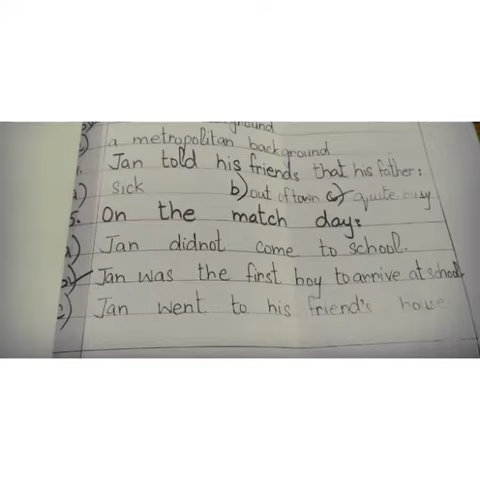 ground
) a metropolitan background
. Jan told his friends that his father:
a) sick b) out of town c) quite busy
5. On the match day:
a) Jan didnot come to school.
b) Jan was the first boy to arrive at school
c) Jan went to his friend's house